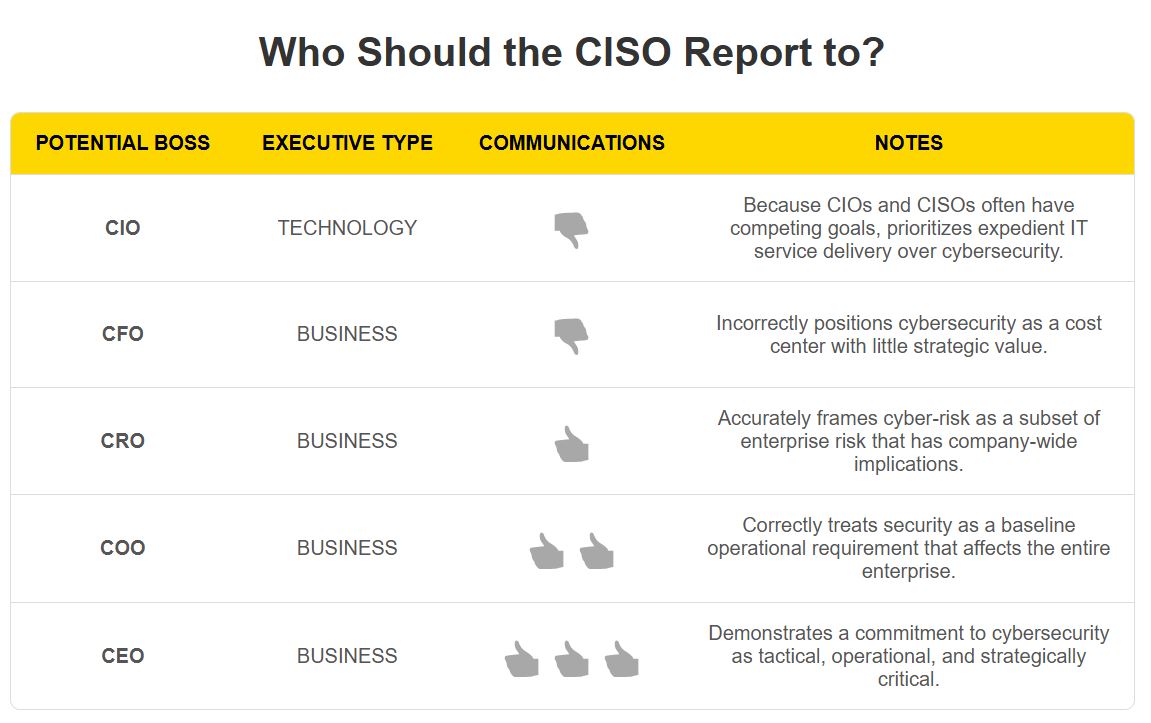 Who Should the CISO Report to?
POTENTIAL BOSS EXECUTIVE TYPE COMMUNICATIONS NOTES
CIO TECHNOLOGY
Because CIOs and CISOs often have
competing goals, prioritizes expedient IT
service delivery over cybersecurity.
CFO BUSINESS
Incorrectly positions cybersecurity as a cost
center with little strategic value.
CRO BUSINESS
Accurately frames cyber-risk as a subset of
enterprise risk that has company-wide
implications.
COO BUSINESS
Correctly treats security as a baseline
operational requirement that affects the entire
enterprise.
CEO BUSINESS
Demonstrates a commitment to cybersecurity
as tactical, operational, and strategically
critical.